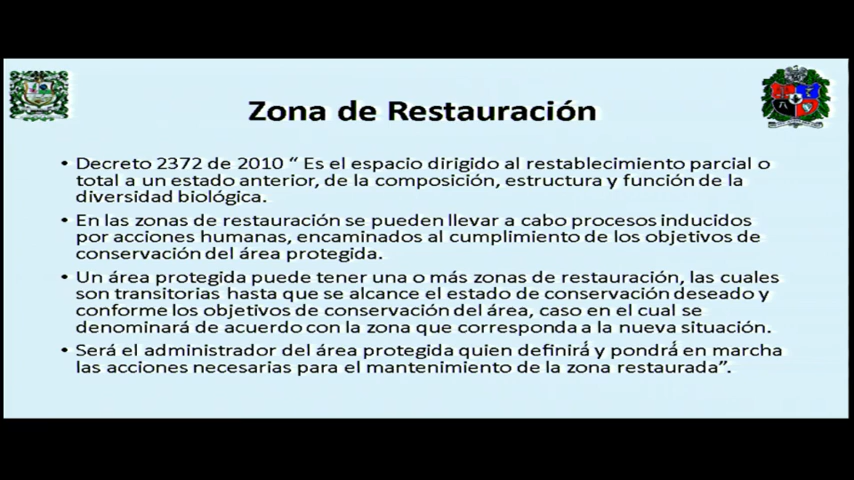 Zona de Restauración
• Decreto 2372 de 2010 “ Es el espacio dirigido al restablecimiento parcial o
total a un estado anterior, de la composición, estructura y función de la
diversidad biológica.
• En las zonas de restauración se pueden llevar a cabo procesos inducidos
por acciones humanas, encaminados al cumplimiento de los objetivos de
conservación del área protegida.
• Un área protegida puede tener una o más zonas de restauración, las cuales
son transitorias hasta que se alcance el estado de conservación deseado y
conforme los objetivos de conservación del área, caso en el cual se
denominará de acuerdo con la zona que corresponda a la nueva situación.
• Será el administrador del área protegida quien definirá́ y pondrá́ en marcha
las acciones necesarias para el mantenimiento de la zona restaurada”.